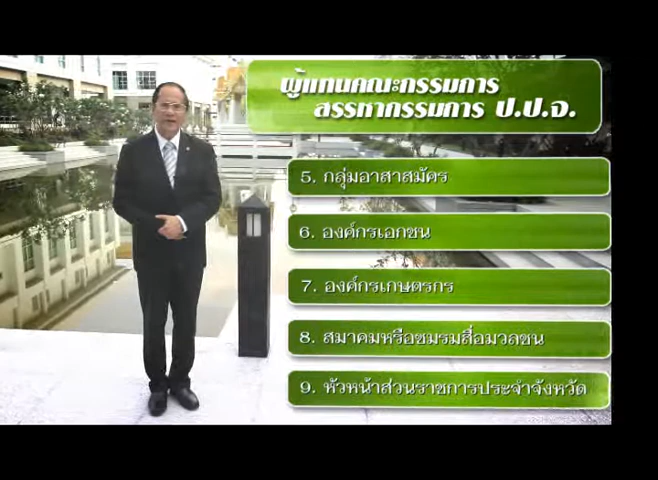 ผู้แทนคณะกรรมการ
สรรหากรรมการ ป.ป.จ.
5. กลุ่มอาสาสมัคร
6. องค์กรเอกชน
7. องค์กรเกษตรกร
8. สมาคมหรือชมรมสื่อมวลชน
9. หัวหน้าส่วนราชการประจำจังหวัด